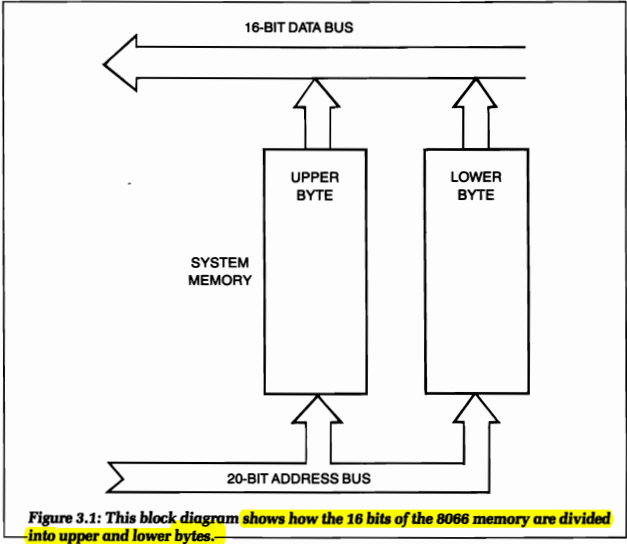 16-BIT DATA BUS
UPPER
BYTE
LOWER
BYTE
SYSTEM
MEMORY
20-BIT ADDRESS BUS
Figure 3.1: This block diagram shows how the 16 bits of the 8066 memory are divided
into upper and lower bytes.